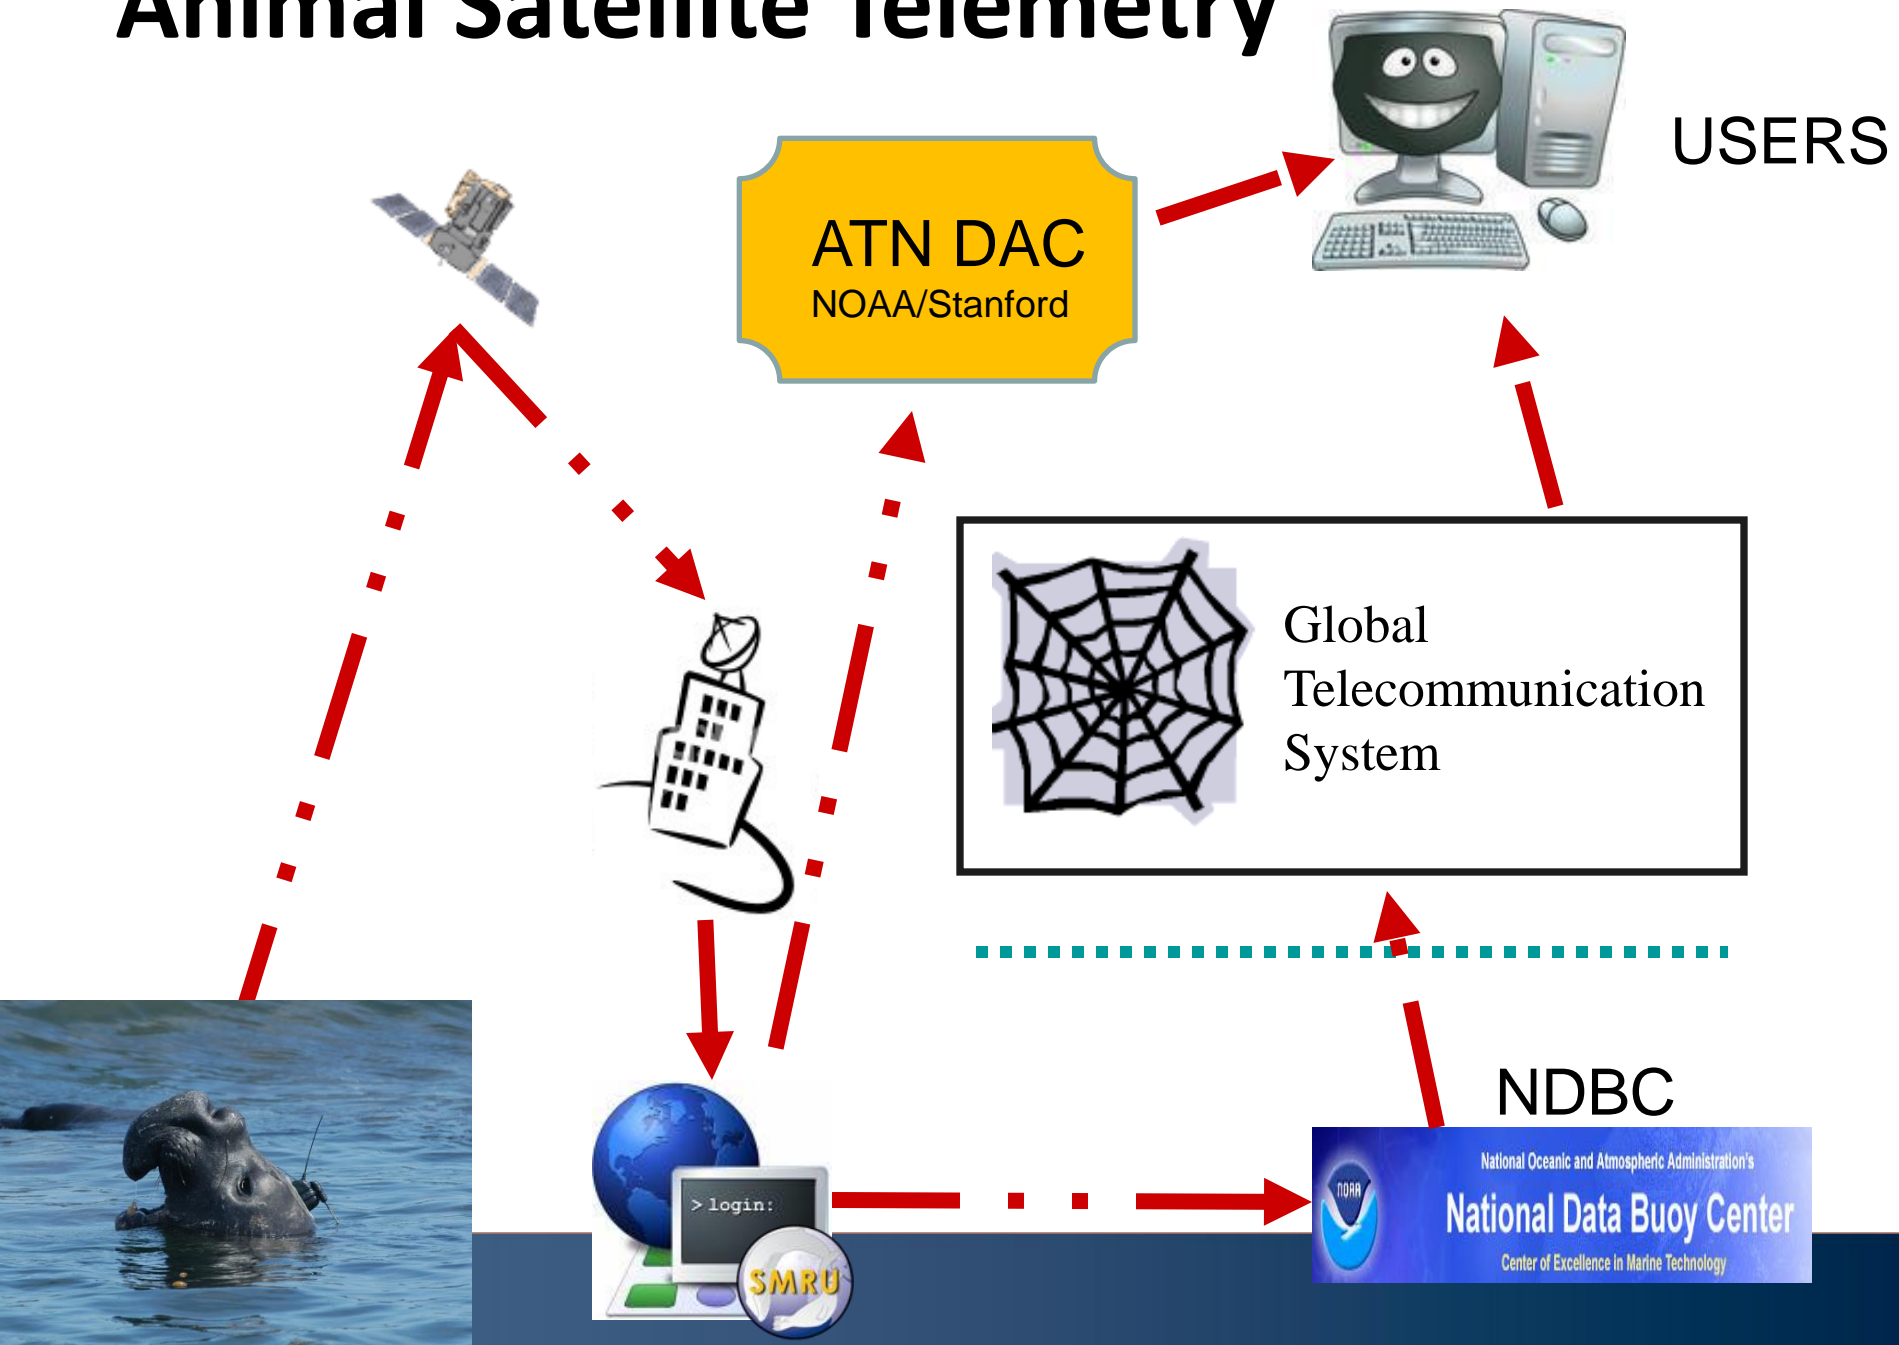 Animal Satellite Telemetry
USERS
ATN DAC
NOAA/Stanford
Global
Telecommunication
System
NDBC
National Oceanic and Atmospheric Administration's
NOAA
National Data Buoy Center
Center of Excellence in Marine Technology
> login:
SMRU